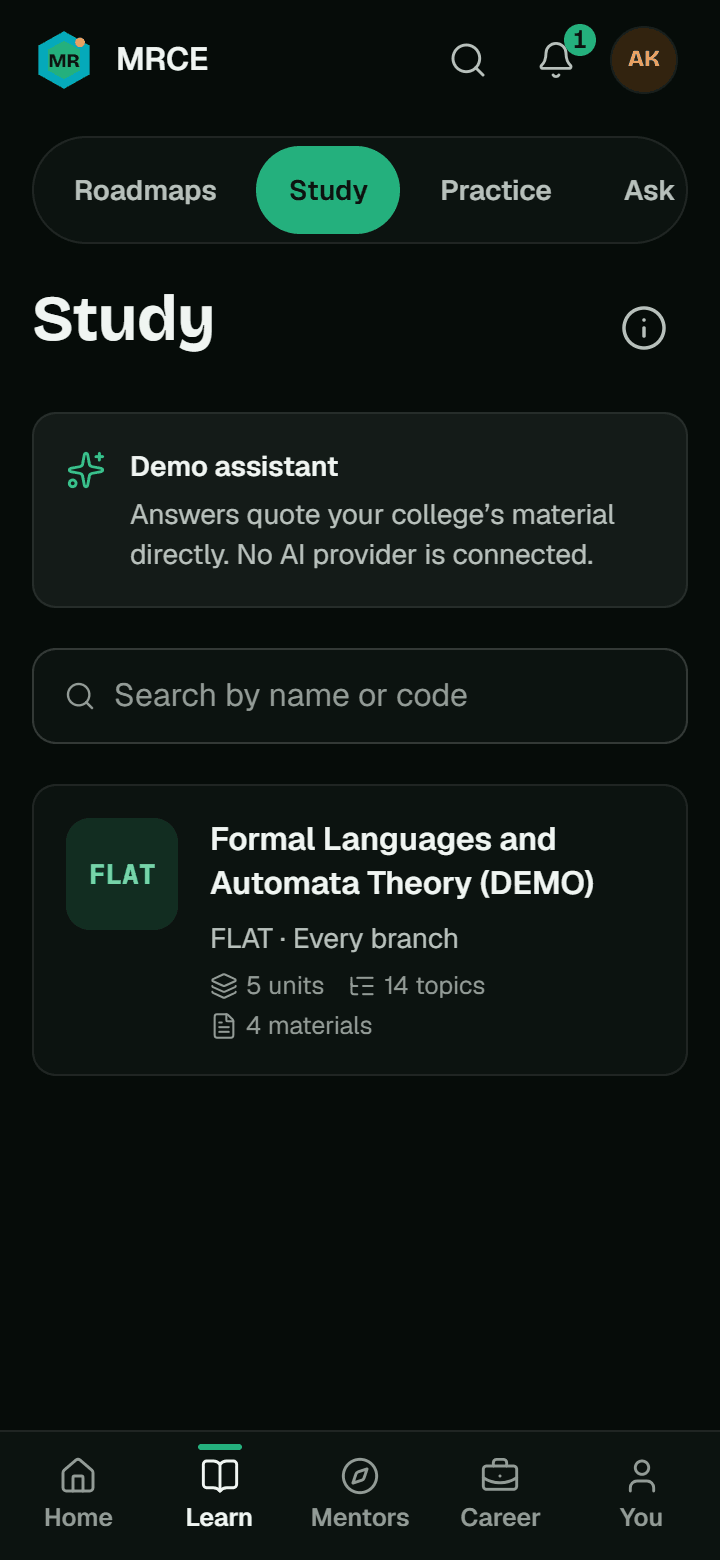 MR
MRCE
1
AK
Roadmaps
Study
Practice
Ask
Study
Demo assistant
Answers quote your college’s material
directly. No AI provider is connected.
Search by name or code
FLAT
Formal Languages and
Automata Theory (DEMO)
FLAT · Every branch
5 units
14 topics
4 materials
Home
Learn
Mentors
Career
You